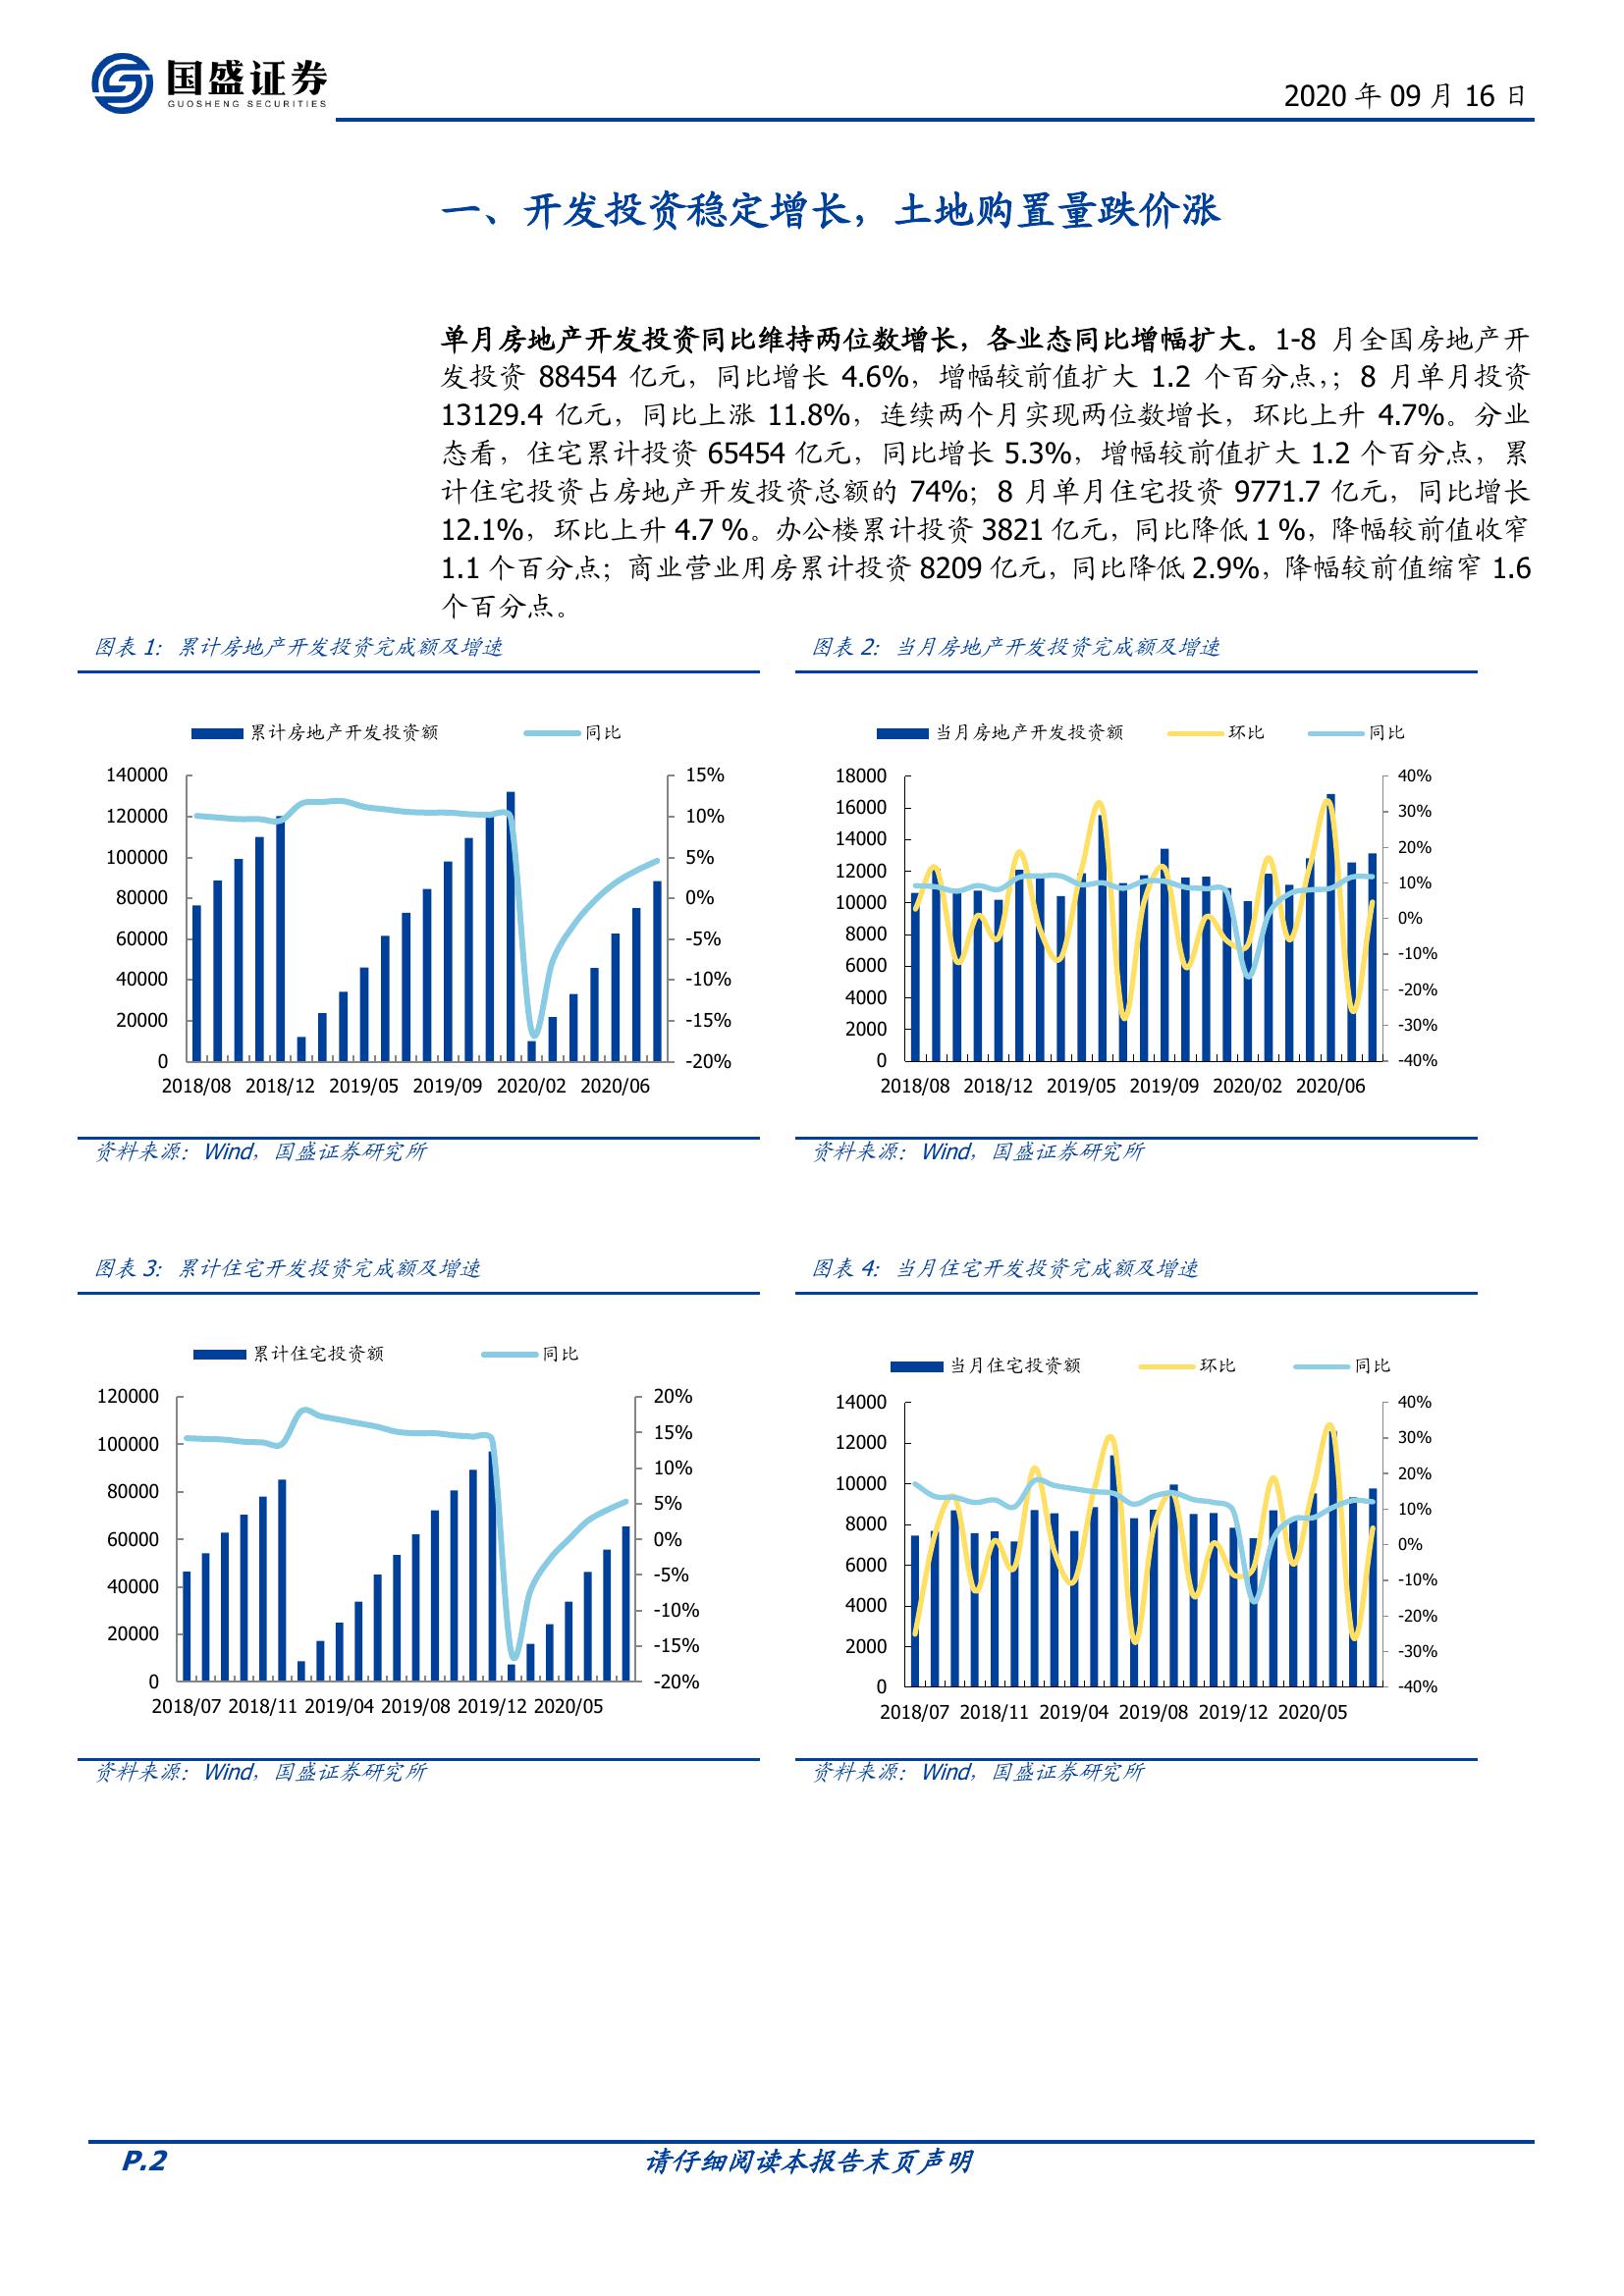 国盛证券
GUOSHENG SECURITIES
2020 年 09 月 16 日
一、开发投资稳定增长，土地购置量跌价涨
单月房地产开发投资同比维持两位数增长，各业态同比增幅扩大。1-8 月全国房地产开
发投资 88454 亿元，同比增长 4.6%，增幅较前值扩大 1.2 个百分点,；8 月单月投资
13129.4 亿元，同比上涨 11.8%，连续两个月实现两位数增长，环比上升 4.7%。分业
态看，住宅累计投资 65454 亿元，同比增长 5.3%，增幅较前值扩大 1.2 个百分点，累
计住宅投资占房地产开发投资总额的 74%；8 月单月住宅投资 9771.7 亿元，同比增长
12.1%，环比上升 4.7 %。办公楼累计投资 3821 亿元，同比降低 1 %，降幅较前值收窄
1.1 个百分点；商业营业用房累计投资 8209 亿元，同比降低 2.9%，降幅较前值缩窄 1.6
个百分点。
图表 1：累计房地产开发投资完成额及增速
累计房地产开发投资额 同比
140000 15%
120000 10%
100000 5%
80000 0%
60000 -5%
40000 -10%
20000 -15%
0 -20%
2018/08 2018/12 2019/05 2019/09 2020/02 2020/06
资料来源：Wind，国盛证券研究所
图表 2：当月房地产开发投资完成额及增速
当月房地产开发投资额 环比 同比
18000 40%
16000 30%
14000 20%
12000 10%
10000 0%
8000 -10%
6000 -20%
4000 -30%
2000 -40%
0
2018/08 2018/12 2019/05 2019/09 2020/02 2020/06
资料来源：Wind，国盛证券研究所
图表 3：累计住宅开发投资完成额及增速
累计住宅投资额 同比
120000 20%
100000 15%
80000 10%
60000 5%
40000 0%
20000 -5%
0 -10%
-15%
-20%
2018/07 2018/11 2019/04 2019/08 2019/12 2020/05
资料来源：Wind，国盛证券研究所
图表 4：当月住宅开发投资完成额及增速
当月住宅投资额 环比 同比
14000 40%
12000 30%
10000 20%
8000 10%
6000 0%
4000 -10%
2000 -20%
0 -30%
-40%
2018/07 2018/11 2019/04 2019/08 2019/12 2020/05
资料来源：Wind，国盛证券研究所
P.2 请仔细阅读本报告末页声明